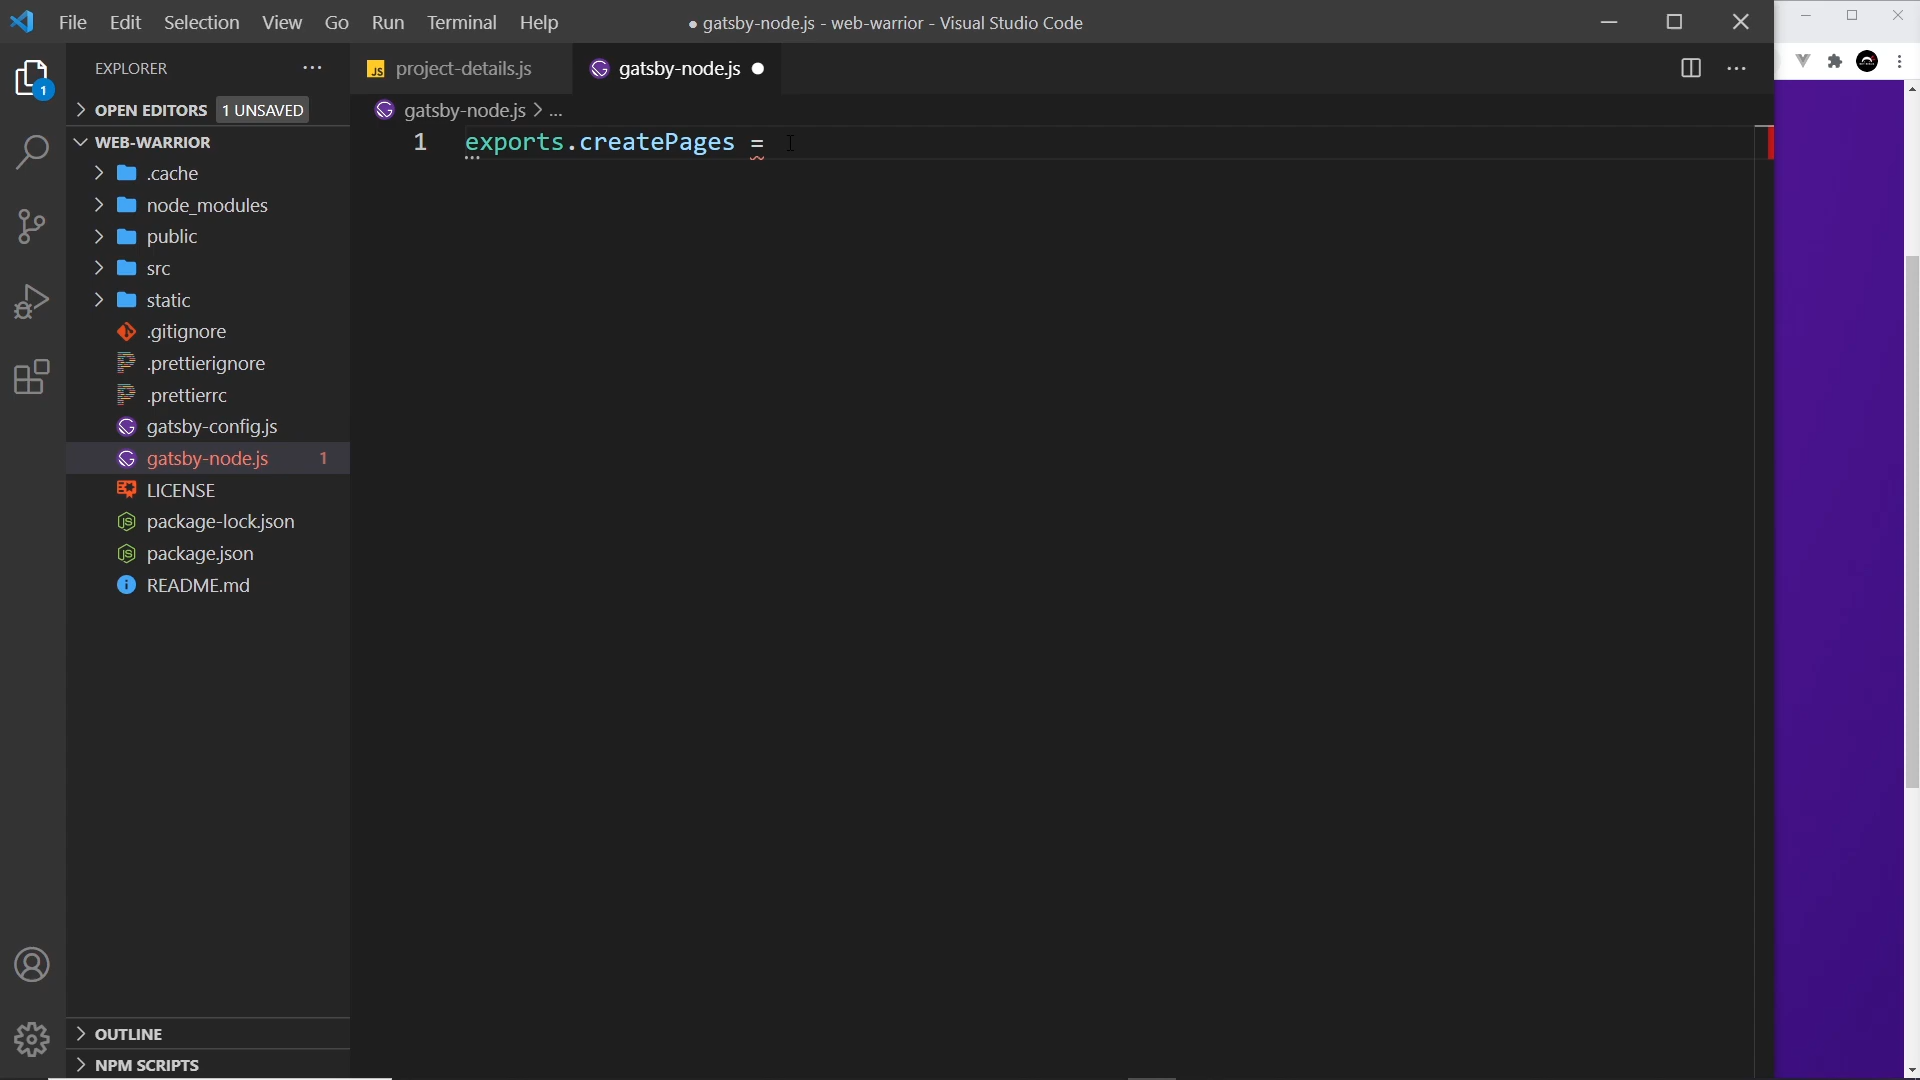 File Edit Selection View Go Run Terminal Help
● gatsby-node.js - web-warrior - Visual Studio Code
EXPLORER
JS project-details.js
gatsby-node.js
OPEN EDITORS 1 UNSAVED
gatsby-node.js > ...
WEB-WARRIOR
1 exports.createPages =
.cache
node_modules
public
src
static
.gitignore
.prettierignore
.prettierrc
gatsby-config.js
gatsby-node.js 1
LICENSE
package-lock.json
package.json
README.md
OUTLINE
NPM SCRIPTS
1